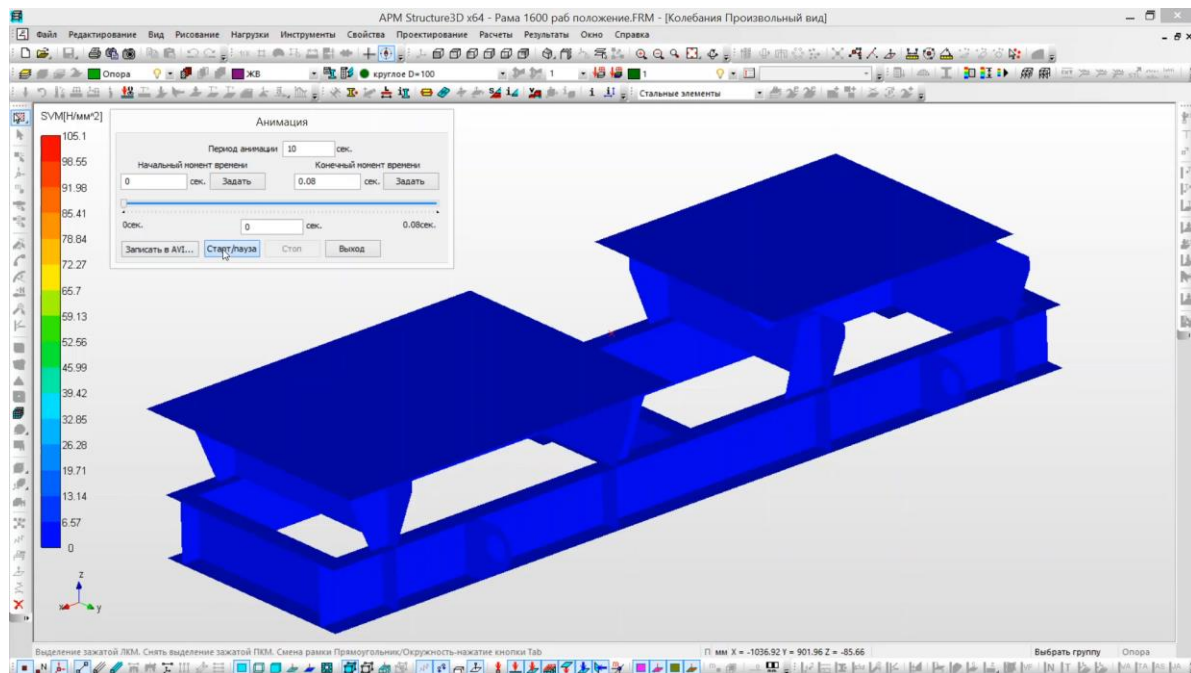 APM Structure3D x64 - Рама 1600 раб положение.FRM - [Колебания Произвольный вид]
Файл Редактирование Вид Рисование Нагрузки Инструменты Свойства Проектирование Расчеты Результаты Окно Справка
Опора ЖВ круглое D=100 1 1
Стальные элементы
SVM[Н/мм^2]
105.1
98.55
91.98
85.41
78.84
72.27
65.7
59.13
52.56
45.99
39.42
32.85
26.28
19.71
13.14
6.57
0
Анимация
Период анимации 10 сек.
Начальный момент времени Конечный момент времени
0 сек. Задать 0.08 сек. Задать
0сек. 0 сек. 0.08сек.
Записать в AVI... Старт/пауза Стоп Выход
z
x y
Выделение зажатой ЛКМ. Снять выделение зажатой ПКМ. Смена рамки Прямоугольник/Окружность-нажатие кнопки Tab
П мм X = -1036.92 Y = 901.96 Z = -85.66 Выбрать группу Опора